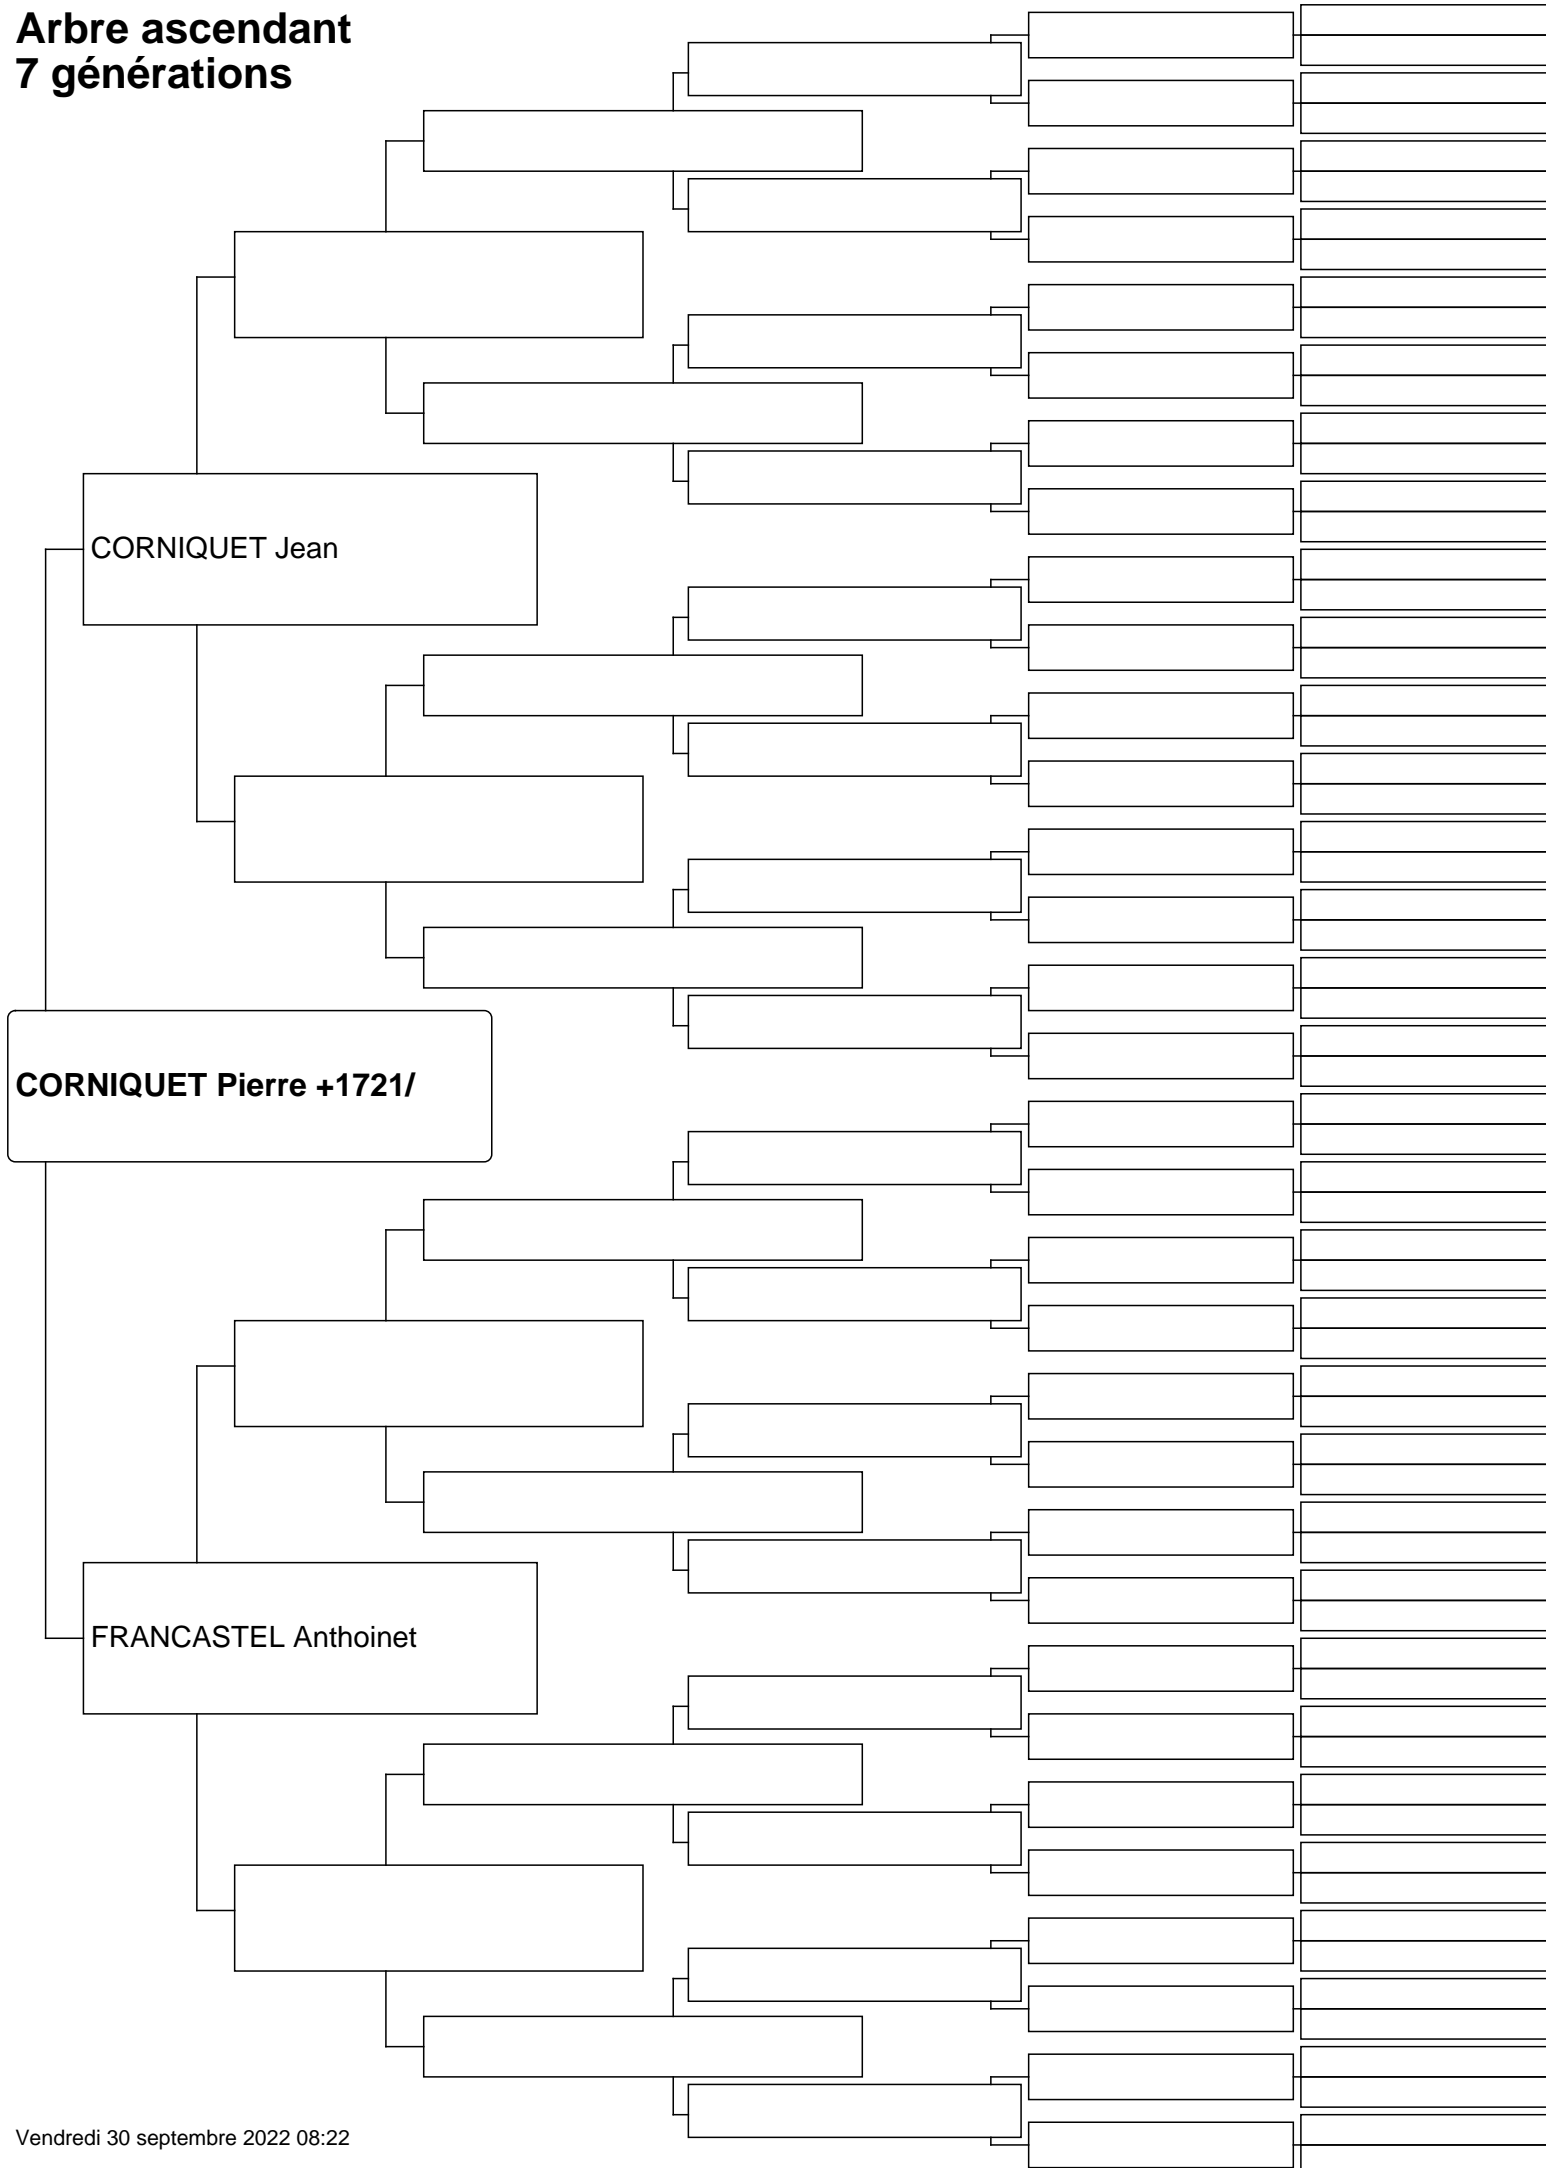 Arbre ascendant
7 générations
CORNIQUET Jean
CORNIQUET Pierre +1721/
FRANCASTEL Anthoinet
Vendredi 30 septembre 2022 08:22